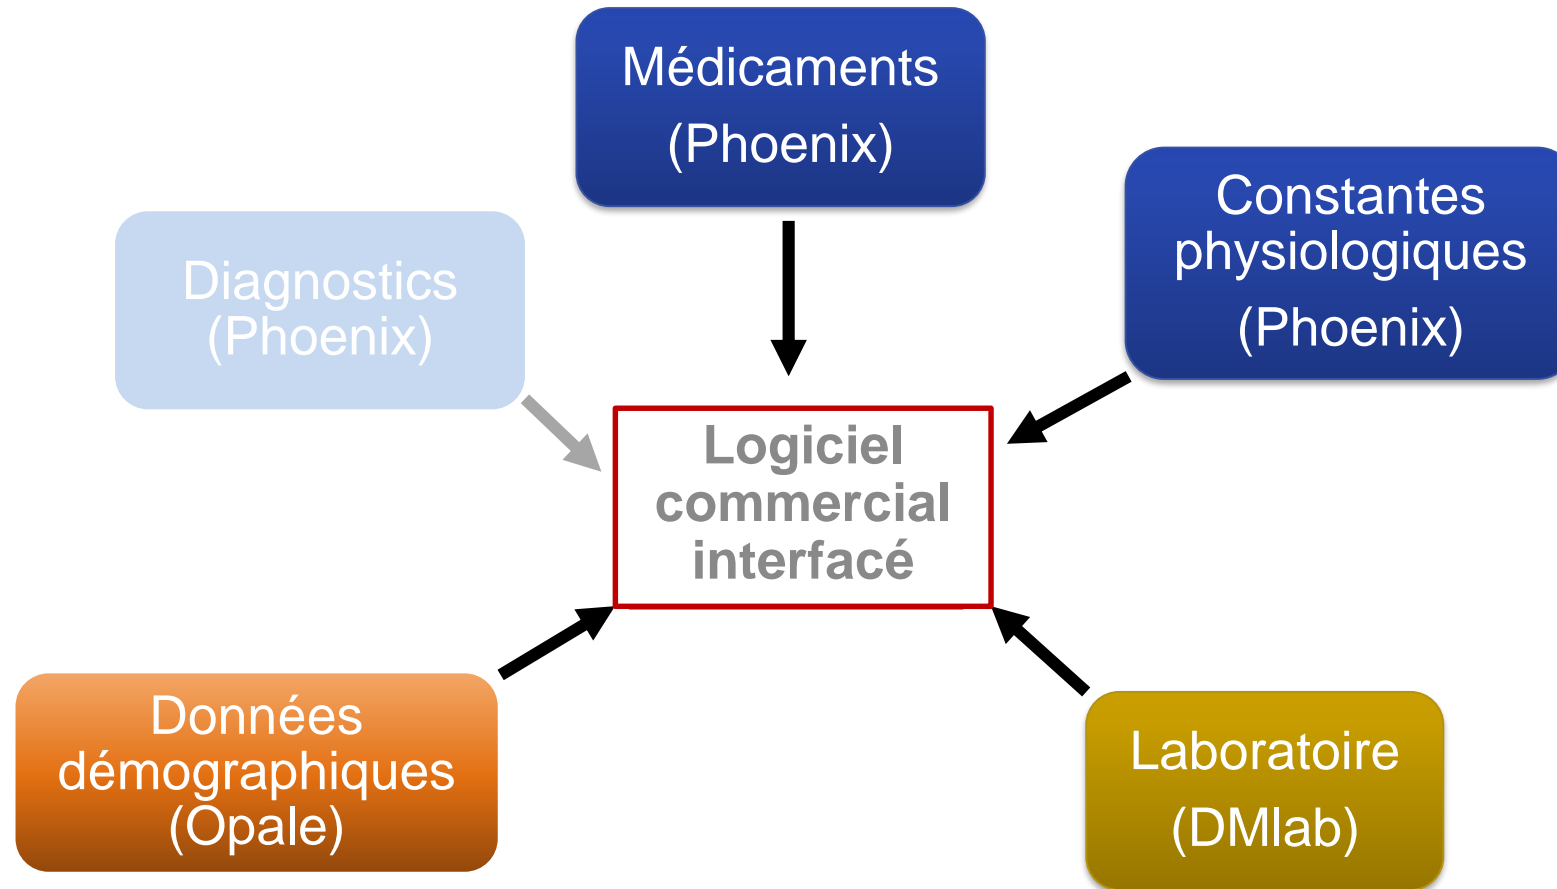 Médicaments
(Phoenix)
Constantes
physiologiques
(Phoenix)
Diagnostics
(Phoenix)
Logiciel
commercial
interfacé
Données
démographiques
(Opale)
Laboratoire
(DMlab)